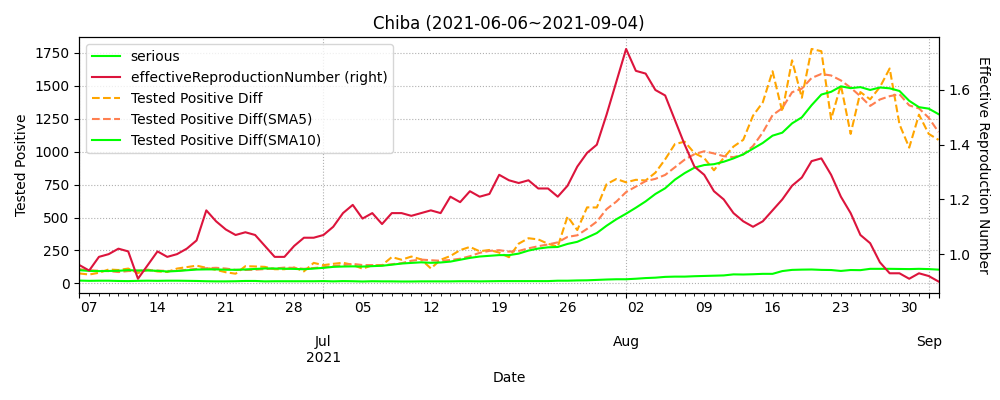 Chiba (2021-06-06~2021-09-04)
serious
effectiveReproductionNumber (right)
Tested Positive Diff
Tested Positive Diff(SMA5)
Tested Positive Diff(SMA10)
1750
1500
1250
1000
750
500
250
0
Tested Positive
1.6
1.4
1.2
1.0
Effective Reproduction Number
07 14 21 28 05 12 19 26 02 09 16 23 30
Jul Aug Sep
2021
Date